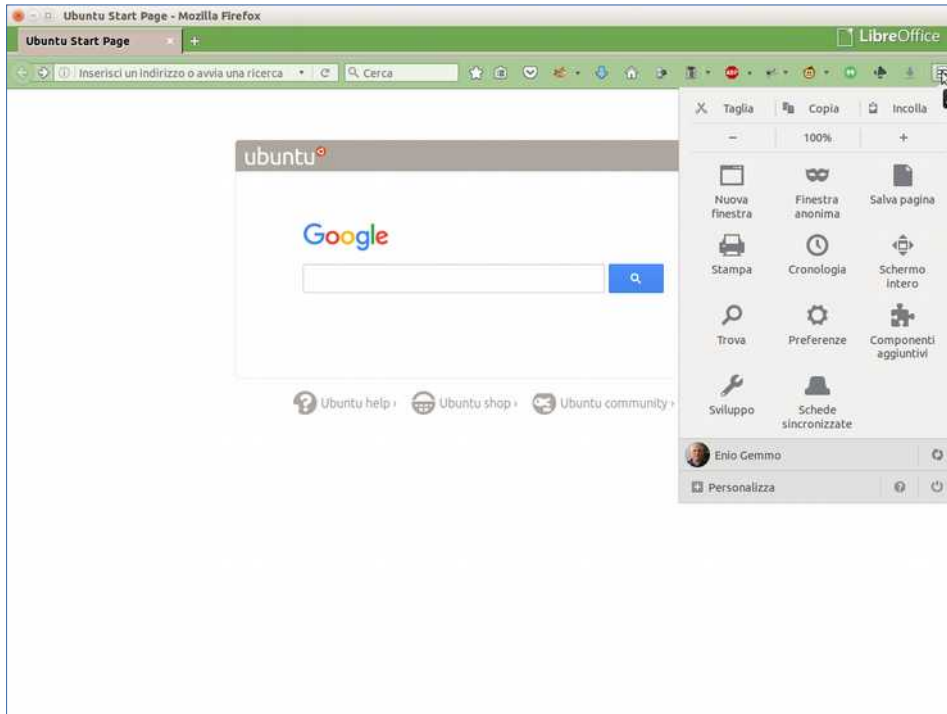 Ubuntu Start Page - Mozilla Firefox
Ubuntu Start Page
LibreOffice
Inserisci un indirizzo o avvia una ricerca
Cerca
ABP
Taglia Copia Incolla
− 100% +
ubuntu
Nuova finestra
Finestra anonima
Salva pagina
Google
Stampa
Cronologia
Schermo intero
Trova
Preferenze
Componenti aggiuntivi
Sviluppo
Schede sincronizzate
Ubuntu help ›
Ubuntu shop ›
Ubuntu community ›
Enio Gemmo
Personalizza